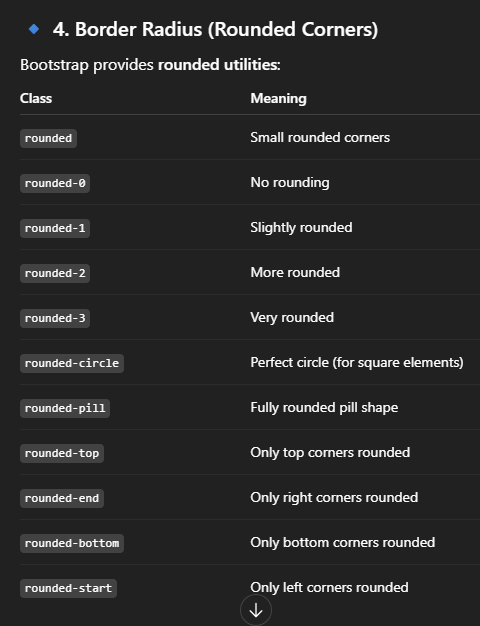 4. Border Radius (Rounded Corners)
Bootstrap provides rounded utilities:
Class Meaning
rounded Small rounded corners
rounded-0 No rounding
rounded-1 Slightly rounded
rounded-2 More rounded
rounded-3 Very rounded
rounded-circle Perfect circle (for square elements)
rounded-pill Fully rounded pill shape
rounded-top Only top corners rounded
rounded-end Only right corners rounded
rounded-bottom Only bottom corners rounded
rounded-start Only left corners rounded